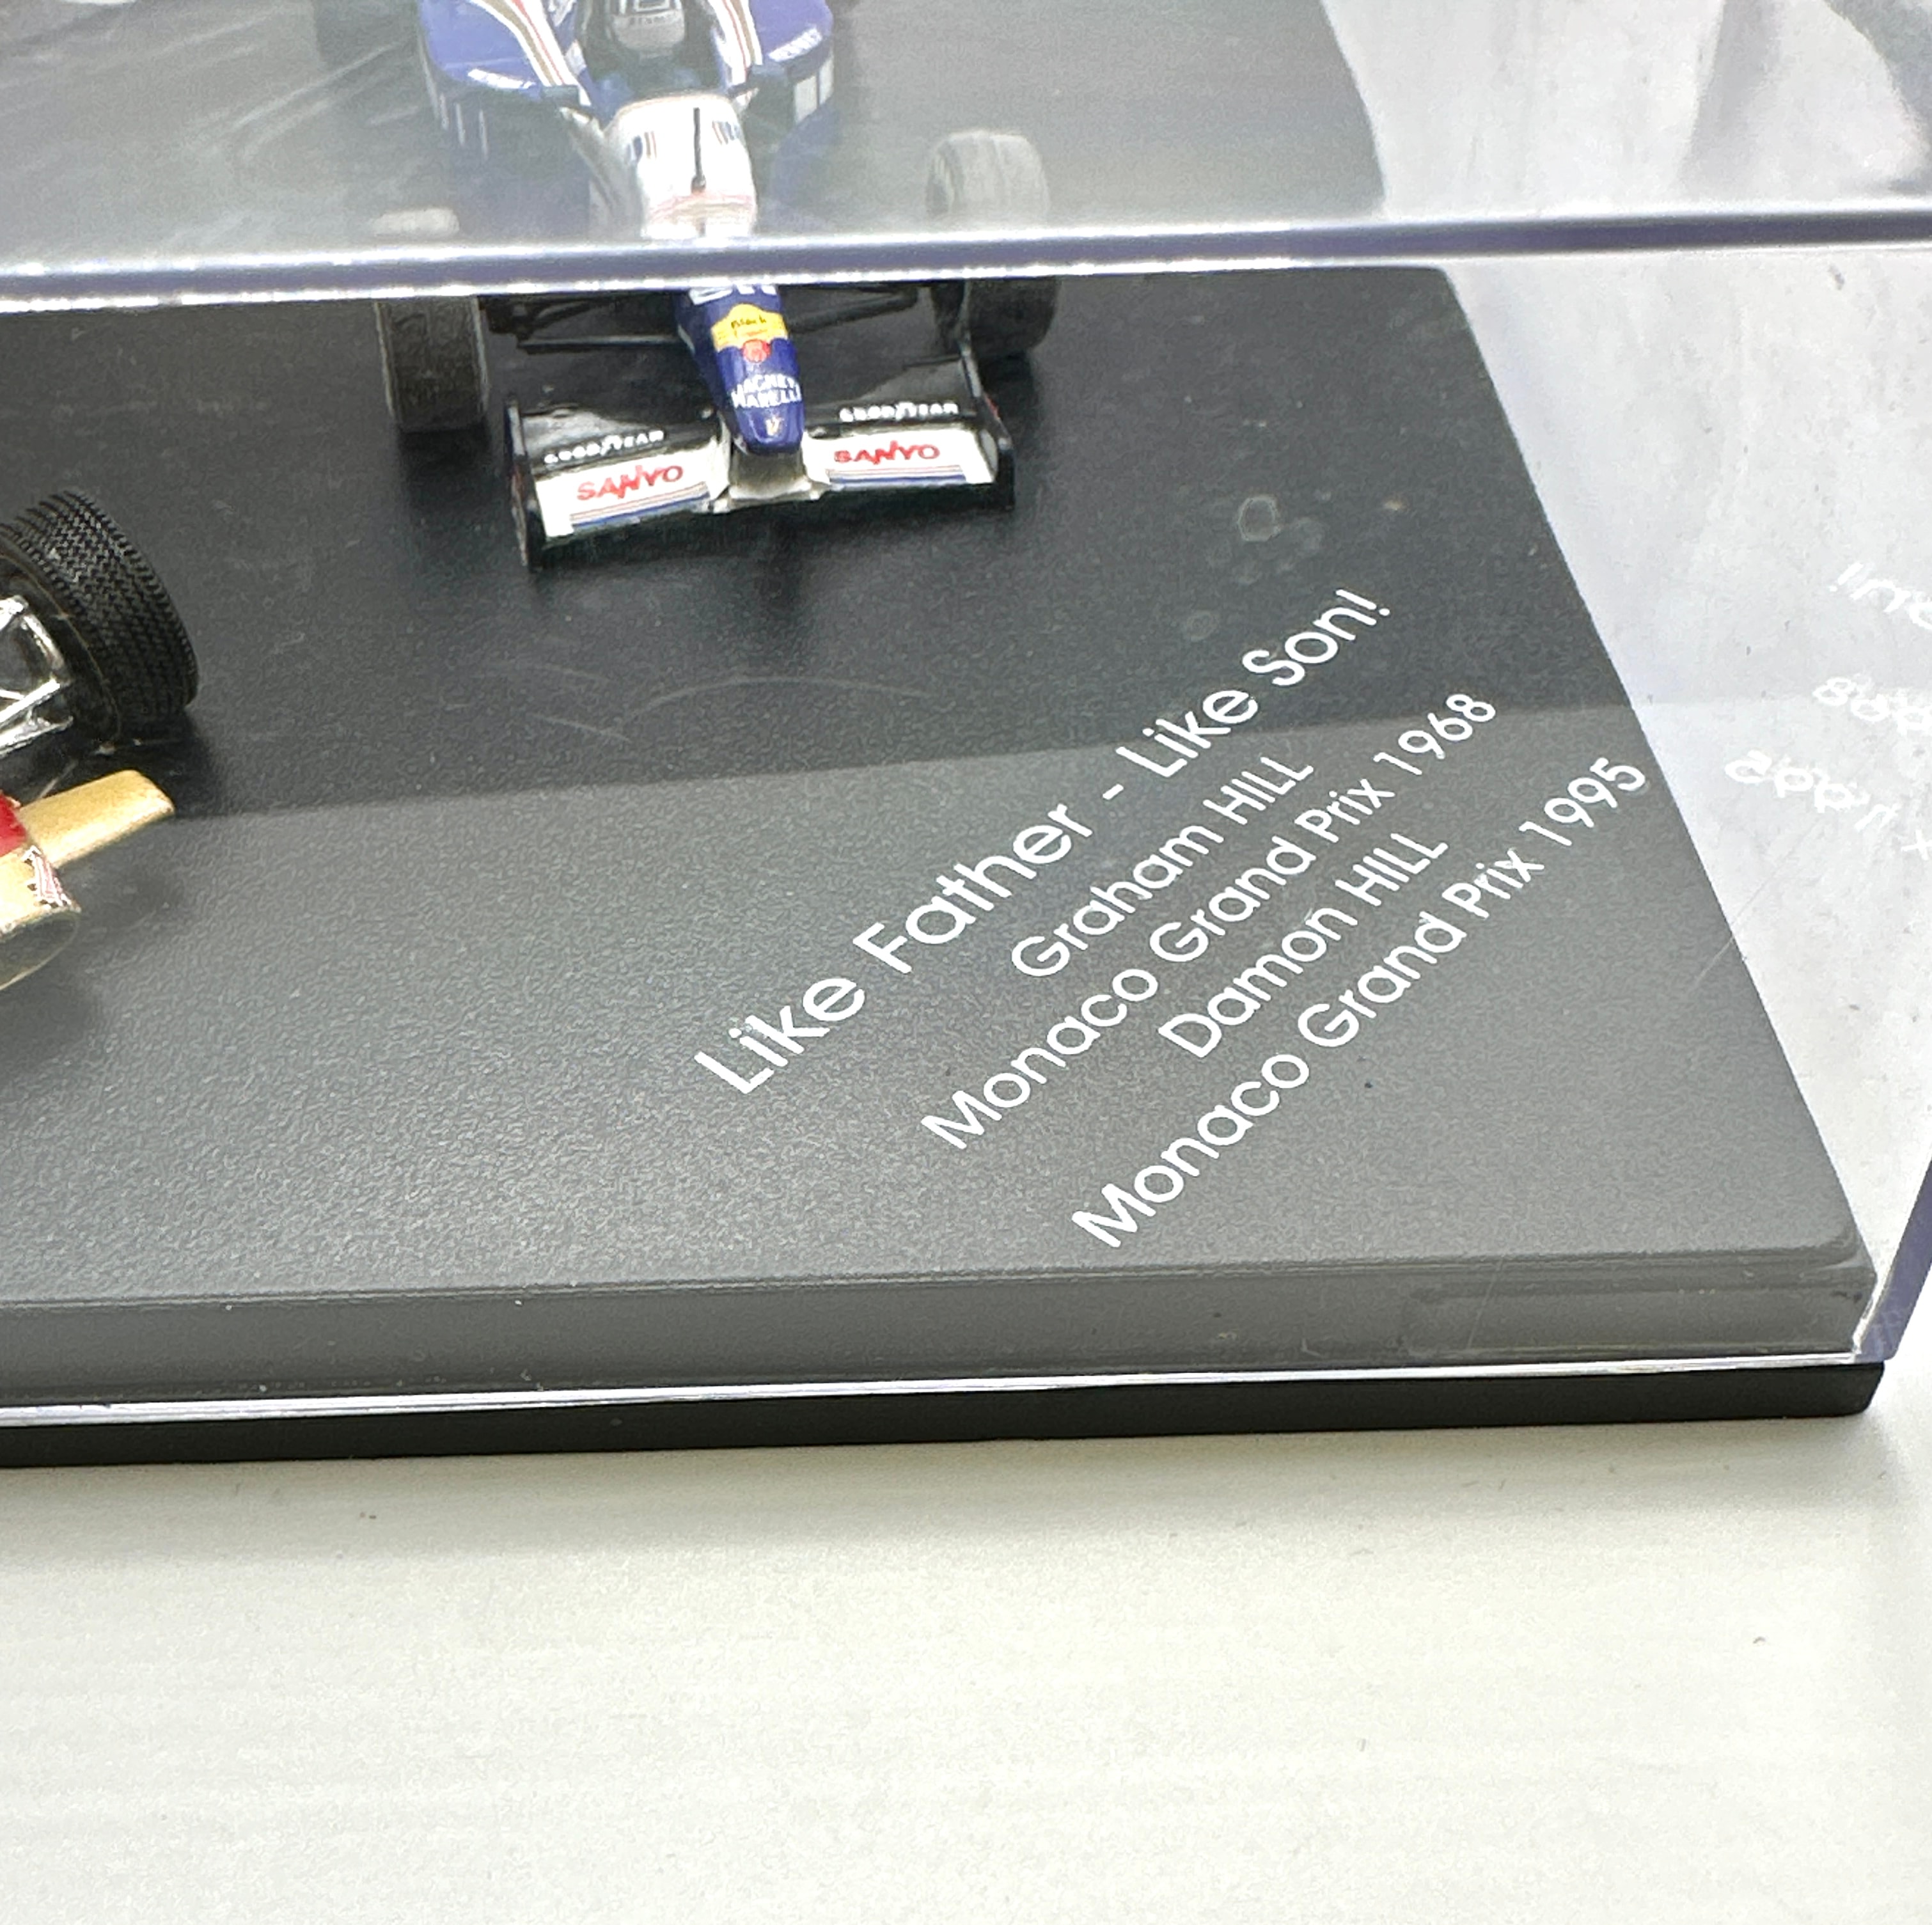 MAGNETI
MARELLI
GOODYEAR
GOODYEAR
SANYO
SANYO
Like Father - Like Son!
Graham HILL
Monaco Grand Prix 1968
Damon HILL
Monaco Grand Prix 1995